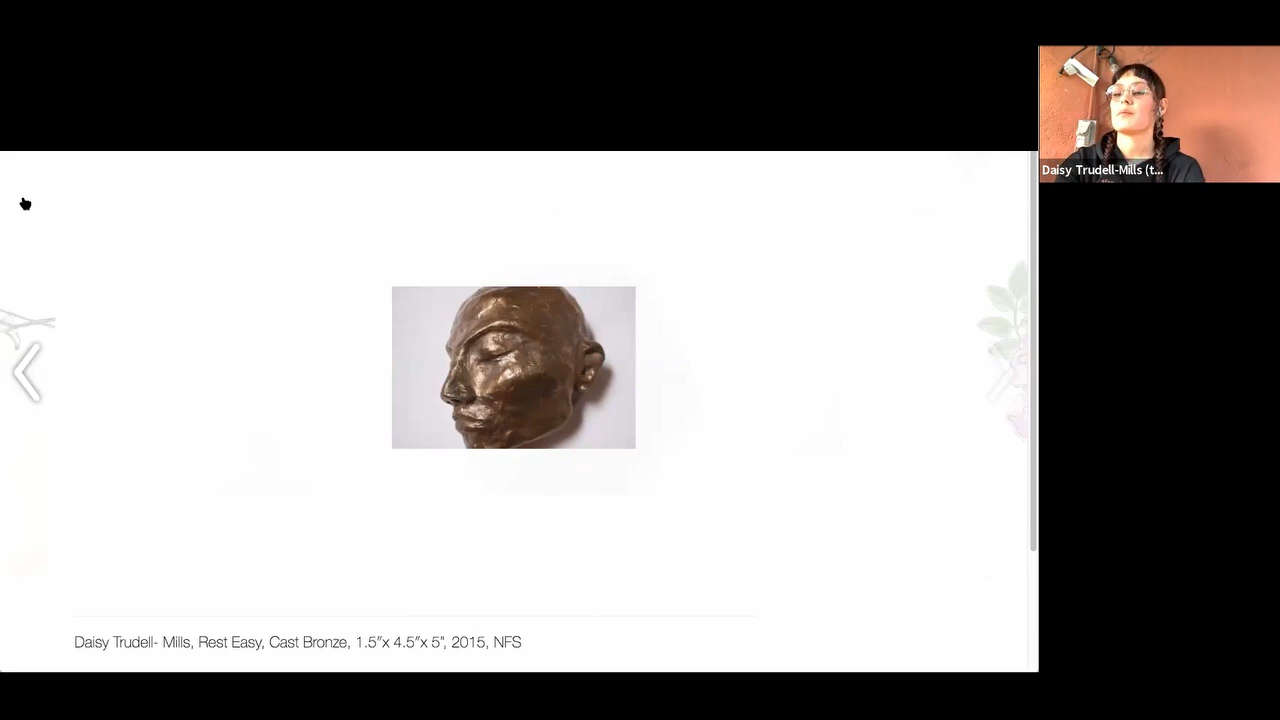 Daisy Trudell-Mills (t...
Daisy Trudell- Mills, Rest Easy, Cast Bronze, 1.5"x 4.5"x 5", 2015, NFS